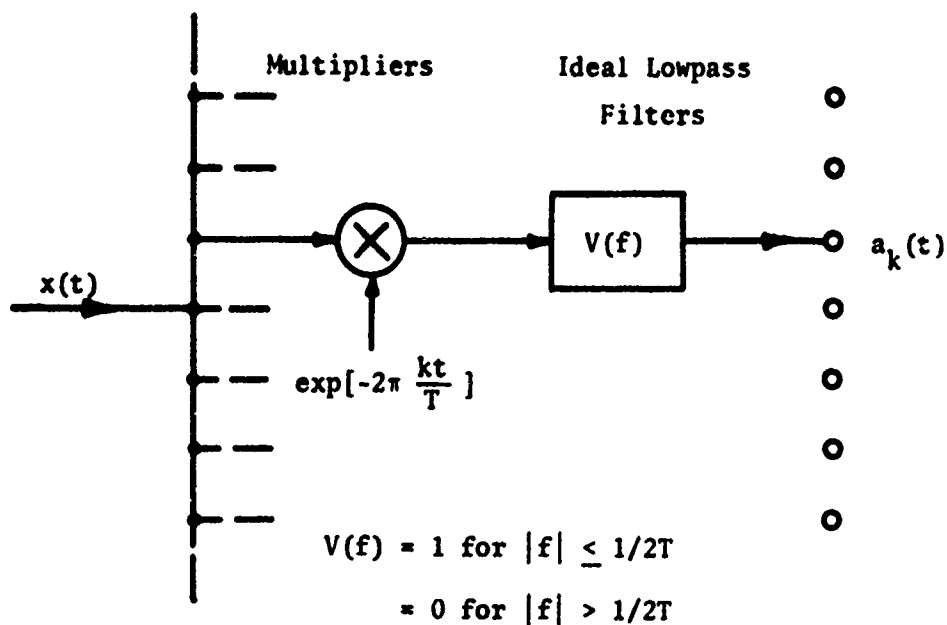 Multipliers
Ideal Lowpass
Filters
x(t)
V(f)
a_k(t)
exp[-2π kt/T ]
V(f) = 1 for |f| ≤ 1/2T
= 0 for |f| > 1/2T